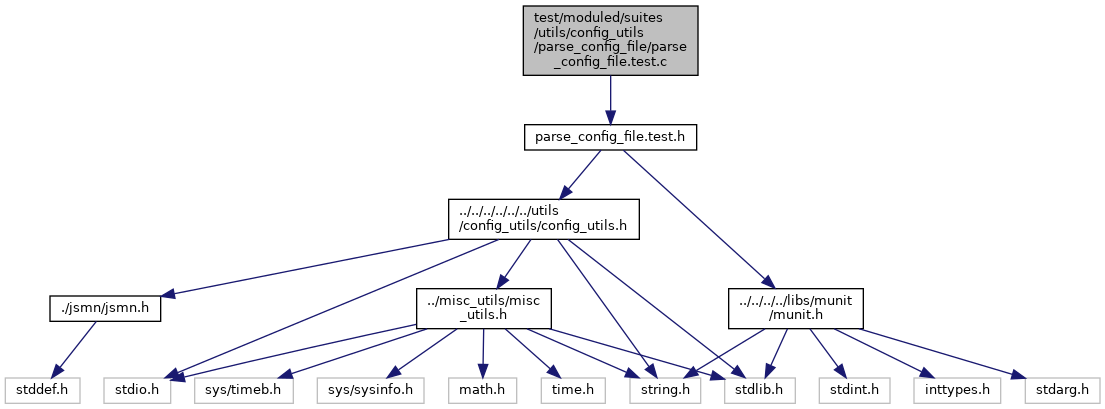 test/moduled/suites
/utils/config_utils
/parse_config_file/parse
_config_file.test.c
parse_config_file.test.h
../../../../../../utils
/config_utils/config_utils.h
./jsmn/jsmn.h
../misc_utils/misc
_utils.h
../../../../libs/munit
/munit.h
stddef.h
stdio.h
sys/timeb.h
sys/sysinfo.h
math.h
time.h
string.h
stdlib.h
stdint.h
inttypes.h
stdarg.h